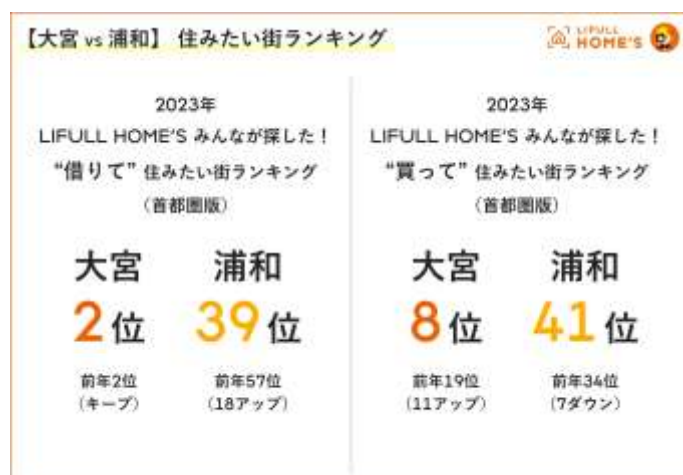 【大宮 vs 浦和】 住みたい街ランキング
LIFULL
HOME'S
2023年
LIFULL HOME'S みんなが探した！
“借りて” 住みたい街ランキング
（首都圏版）
大宮 浦和
2位 39位
前年2位 前年57位
（キープ） （18アップ）
2023年
LIFULL HOME'S みんなが探した！
“買って” 住みたい街ランキング
（首都圏版）
大宮 浦和
8位 41位
前年19位 前年34位
（11アップ） （7ダウン）